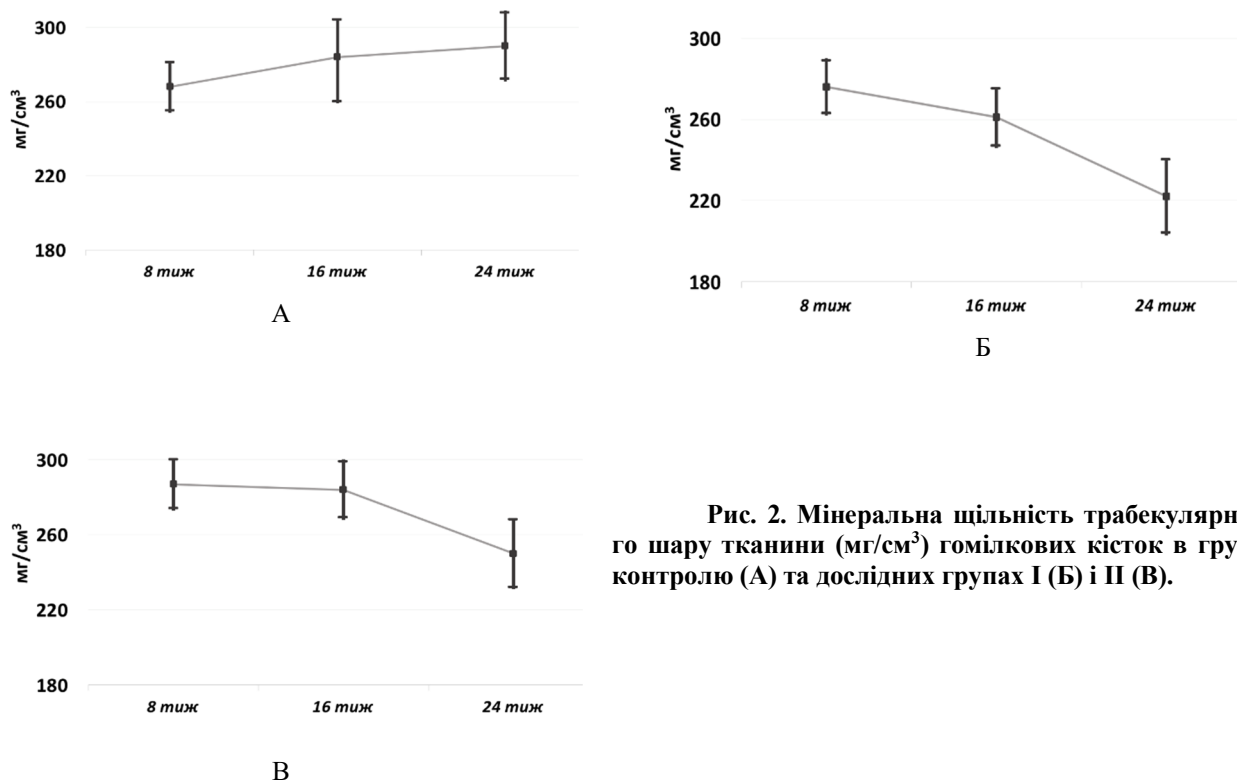 300
260
220
180
мг/см³
8 тиж 16 тиж 24 тиж
А
300
260
220
180
мг/см³
8 тиж 16 тиж 24 тиж
Б
300
260
220
180
мг/см³
8 тиж 16 тиж 24 тиж
В
Рис. 2. Мінеральна щільність трабекулярн
го шару тканини (мг/см³) гомілкових кісток в гру
контролю (А) та дослідних групах I (Б) і II (В).